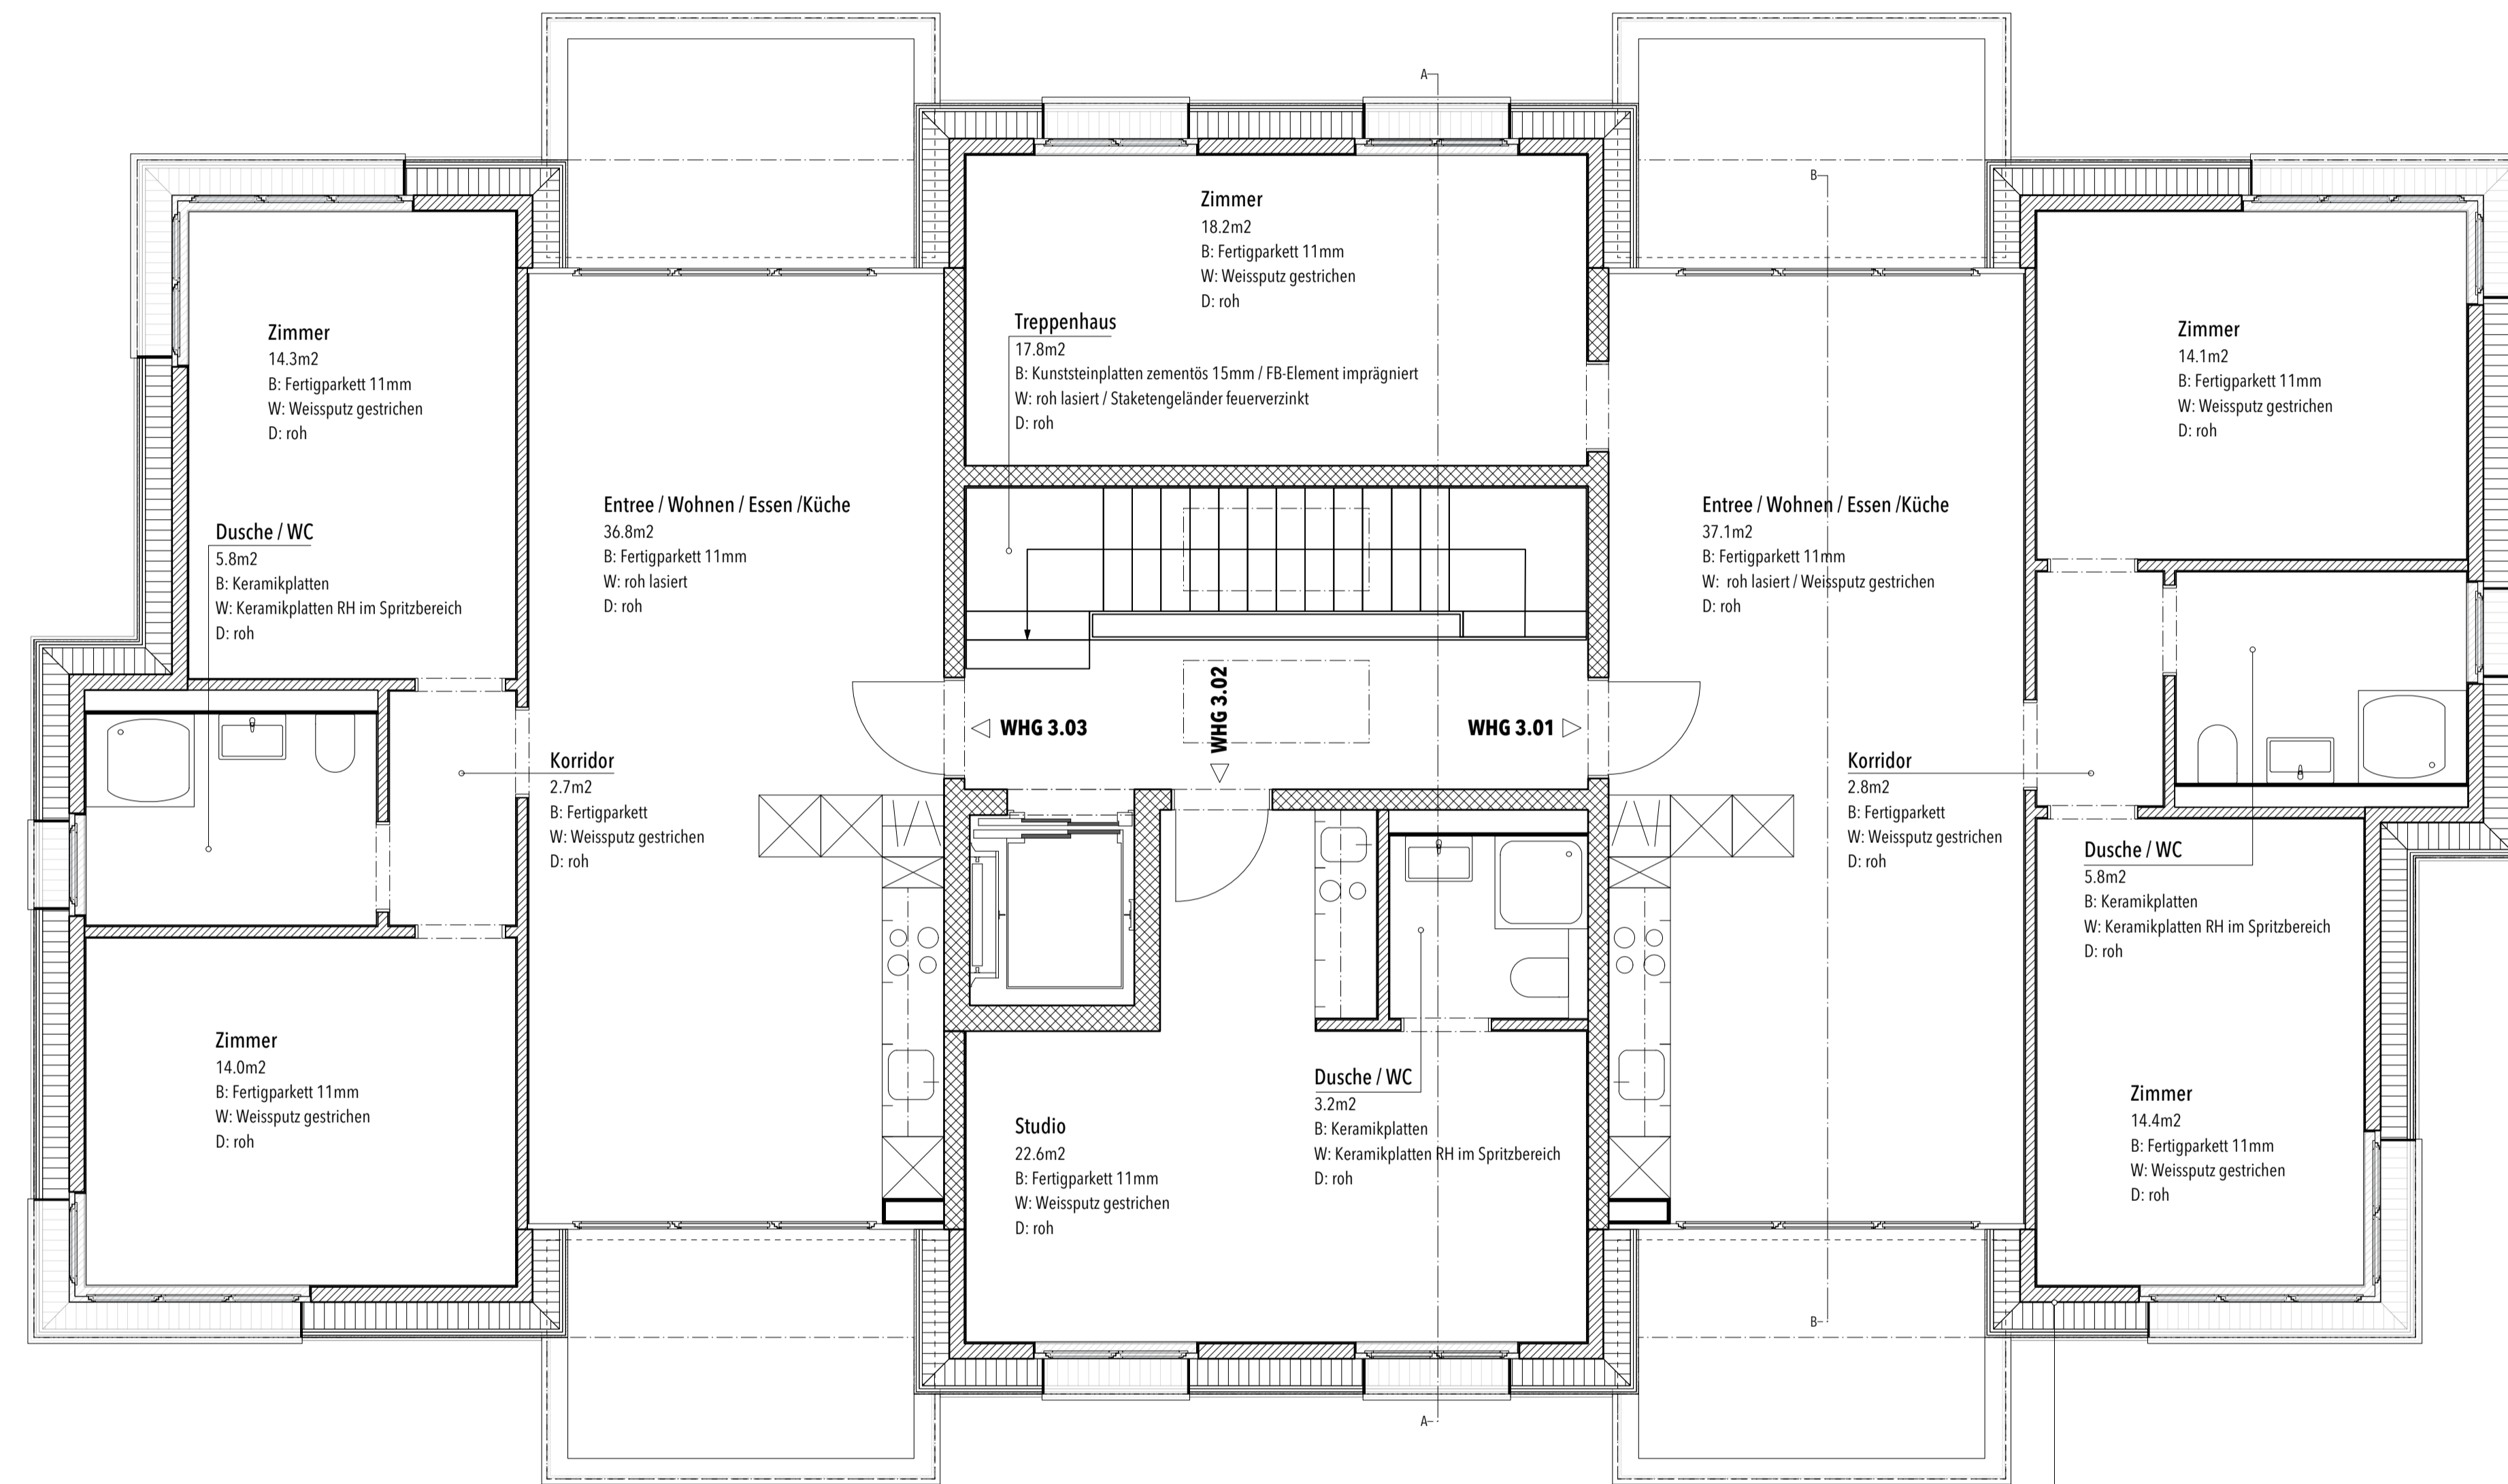 A
B
Zimmer
18.2m2
B: Fertigparkett 11mm
W: Weissputz gestrichen
D: roh
Zimmer
14.3m2
B: Fertigparkett 11mm
W: Weissputz gestrichen
D: roh
Treppenhaus
17.8m2
B: Kunststeinplatten zementös 15mm / FB-Element imprägniert
W: roh lasiert / Staketengeländer feuerverzinkt
D: roh
Zimmer
14.1m2
B: Fertigparkett 11mm
W: Weissputz gestrichen
D: roh
Dusche / WC
5.8m2
B: Keramikplatten
W: Keramikplatten RH im Spritzbereich
D: roh
Entree / Wohnen / Essen /Küche
36.8m2
B: Fertigparkett 11mm
W: roh lasiert
D: roh
Entree / Wohnen / Essen /Küche
37.1m2
B: Fertigparkett 11mm
W: roh lasiert / Weissputz gestrichen
D: roh
WHG 3.03
WHG 3.02
WHG 3.01
Korridor
2.7m2
B: Fertigparkett
W: Weissputz gestrichen
D: roh
Korridor
2.8m2
B: Fertigparkett
W: Weissputz gestrichen
D: roh
Dusche / WC
5.8m2
B: Keramikplatten
W: Keramikplatten RH im Spritzbereich
D: roh
Zimmer
14.0m2
B: Fertigparkett 11mm
W: Weissputz gestrichen
D: roh
Studio
22.6m2
B: Fertigparkett 11mm
W: Weissputz gestrichen
D: roh
Dusche / WC
3.2m2
B: Keramikplatten
W: Keramikplatten RH im Spritzbereich
D: roh
Zimmer
14.4m2
B: Fertigparkett 11mm
W: Weissputz gestrichen
D: roh
B
A